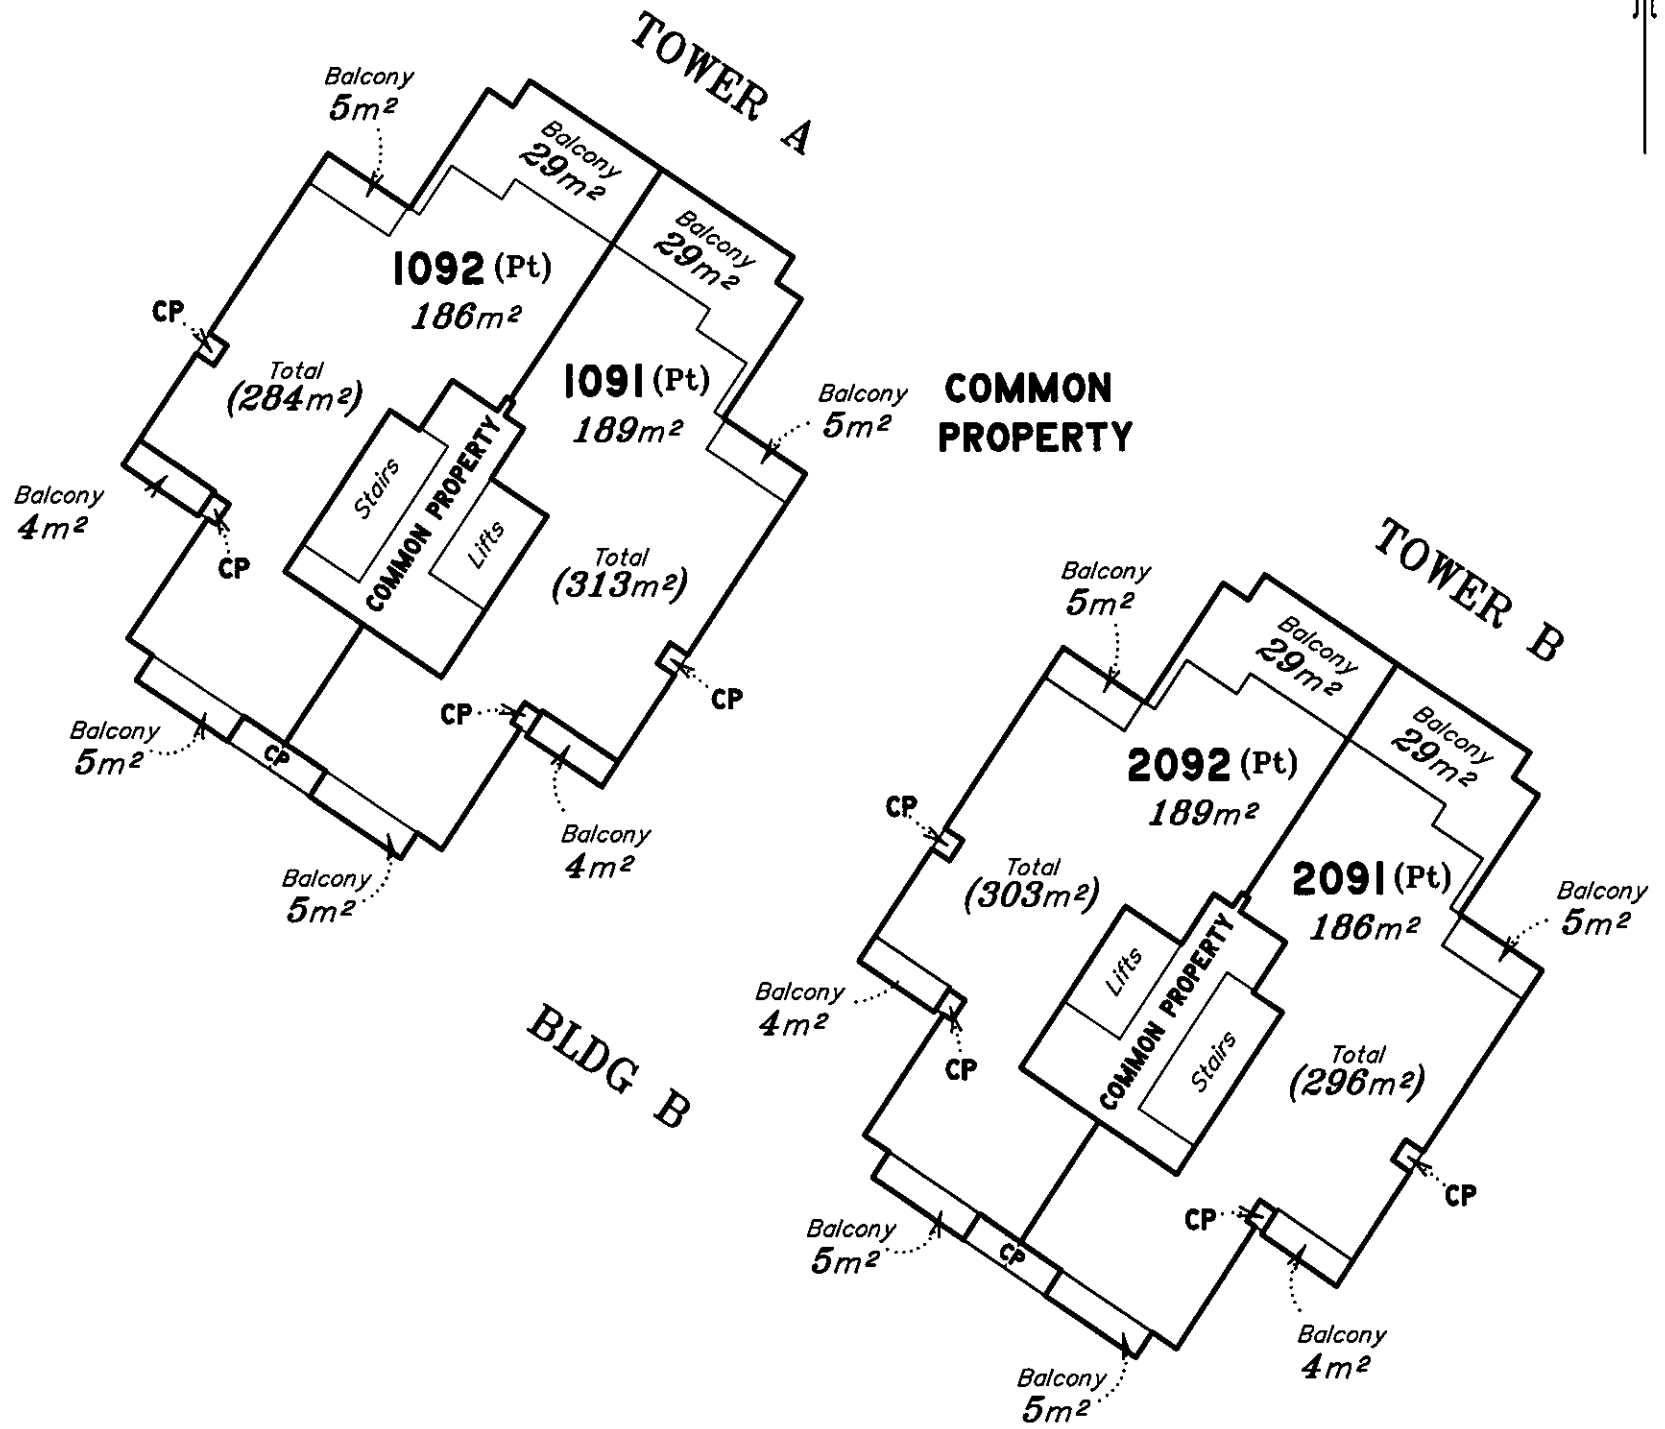 TOWER A
Balcony
5m²
Balcony
29m²
Balcony
29m²
1092 (Pt)
186m²
CP
Total
(284m²)
1091 (Pt)
189m²
Balcony
5m²
COMMON
PROPERTY
Stairs
COMMON PROPERTY
Lifts
Balcony
4m²
CP
Total
(313m²)
CP
CP
Balcony
5m²
CP
Balcony
4m²
Balcony
5m²
TOWER B
Balcony
5m²
Balcony
29m²
Balcony
29m²
2092 (Pt)
189m²
CP
Total
(303m²)
2091 (Pt)
186m²
Balcony
5m²
Lifts
COMMON PROPERTY
Stairs
Balcony
4m²
CP
Total
(296m²)
CP
CP
Balcony
5m²
CP
Balcony
4m²
Balcony
5m²
BLDG B